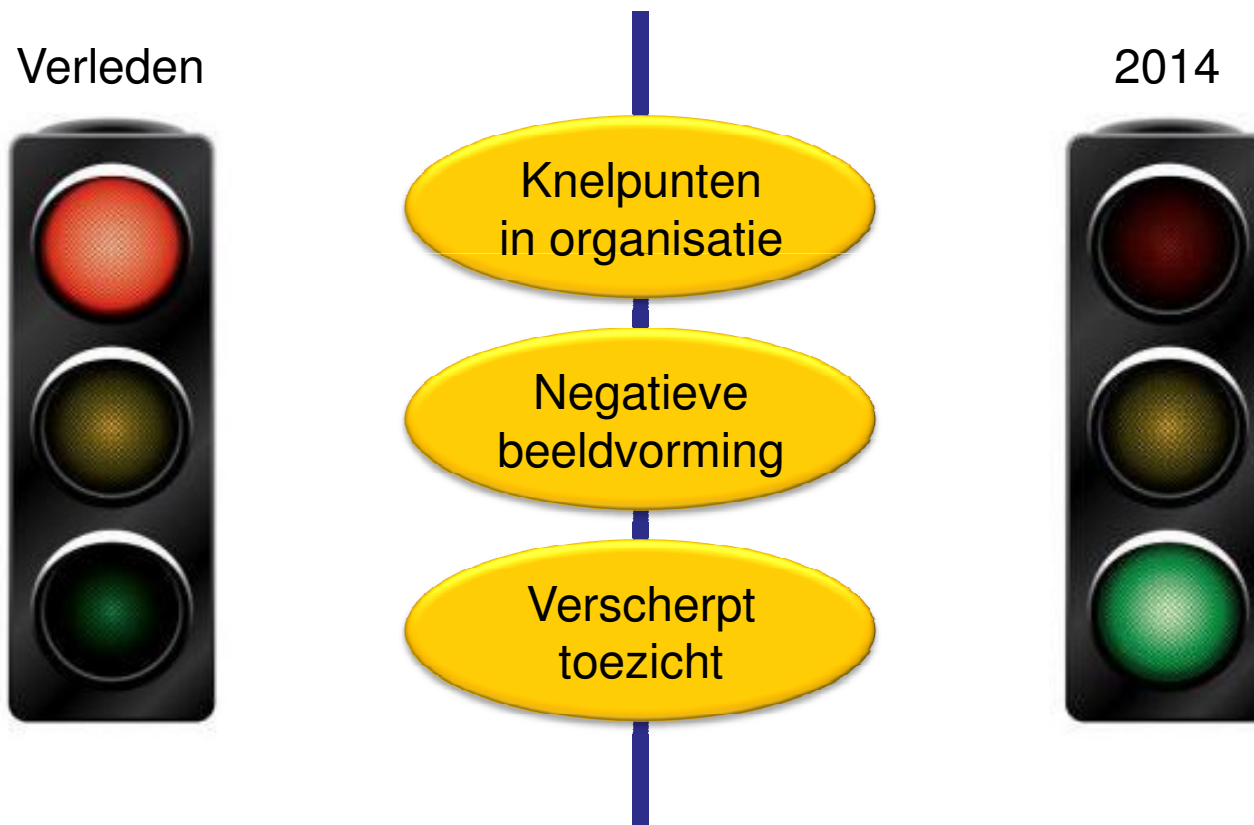 Verleden
2014
Knelpunten
in organisatie
Negatieve
beeldvorming
Verscherpt
toezicht